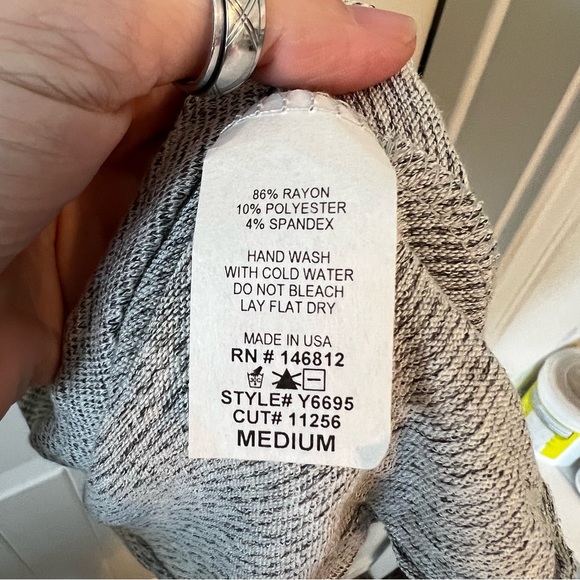 86% RAYON
10% POLYESTER
4% SPANDEX
HAND WASH
WITH COLD WATER
DO NOT BLEACH
LAY FLAT DRY
MADE IN USA
RN # 146812
STYLE# Y6695
CUT# 11256
MEDIUM